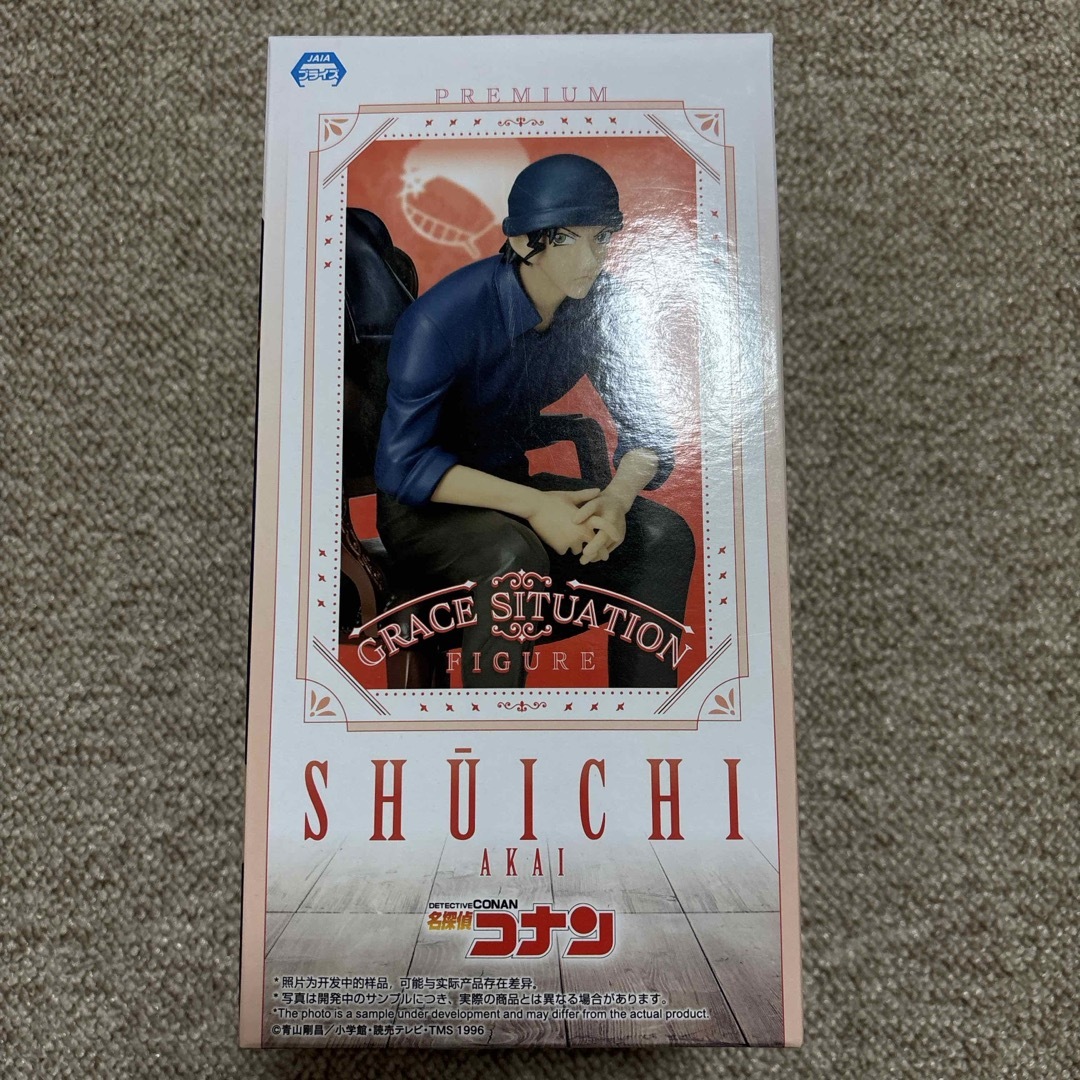 JAIA
プライズ
PREMIUM
GRACE SITUATION
FIGURE
SHŪICHI
AKAI
DETECTIVE CONAN
名探偵コナン
*照片为开发中的样品，可能与实际产品存在差异。
*写真は開発中のサンプルにつき、実際の商品とは異なる場合があります。
*The photo is a sample under development and may differ from the actual product.
©青山剛昌／小学館・読売テレビ・TMS 1996